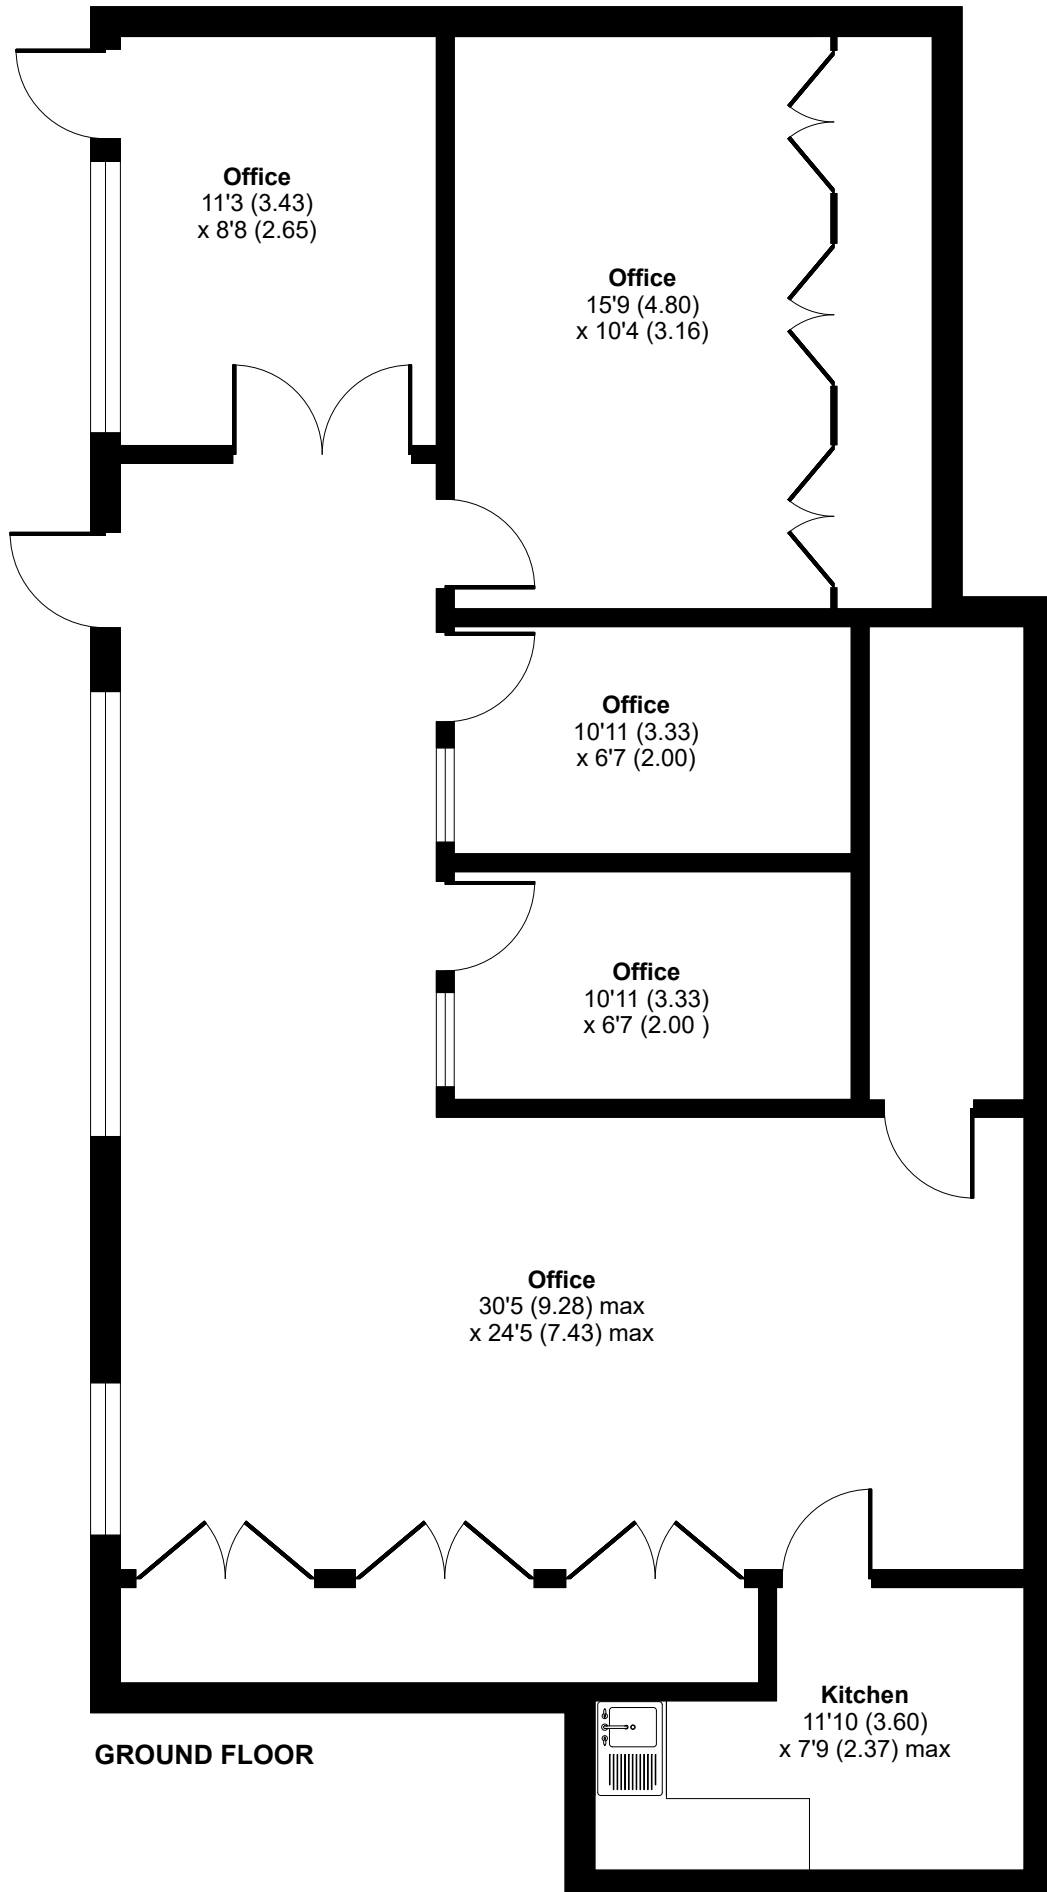 Office
11'3 (3.43)
x 8'8 (2.65)
Office
15'9 (4.80)
x 10'4 (3.16)
Office
10'11 (3.33)
x 6'7 (2.00)
Office
10'11 (3.33)
x 6'7 (2.00 )
Office
30'5 (9.28) max
x 24'5 (7.43) max
Kitchen
11'10 (3.60)
x 7'9 (2.37) max
GROUND FLOOR